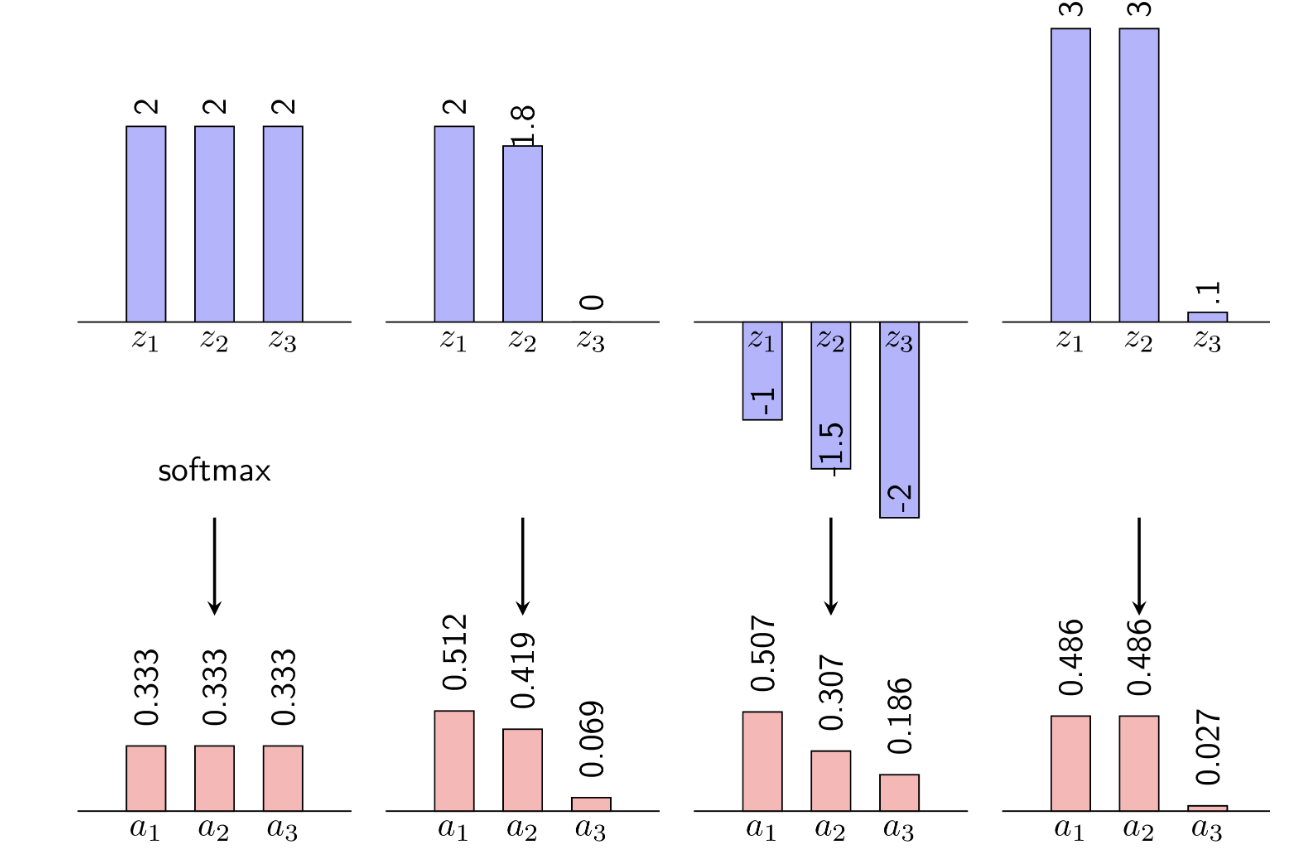 2 2 2
2 1.8 0
3 3 .1
z1 z2 z3
z1 z2 z3
z1 z2 z3
z1 z2 z3
-1 -1.5 -2
softmax
0.333 0.333 0.333
0.512 0.419 0.069
0.507 0.307 0.186
0.486 0.486 0.027
a1 a2 a3
a1 a2 a3
a1 a2 a3
a1 a2 a3